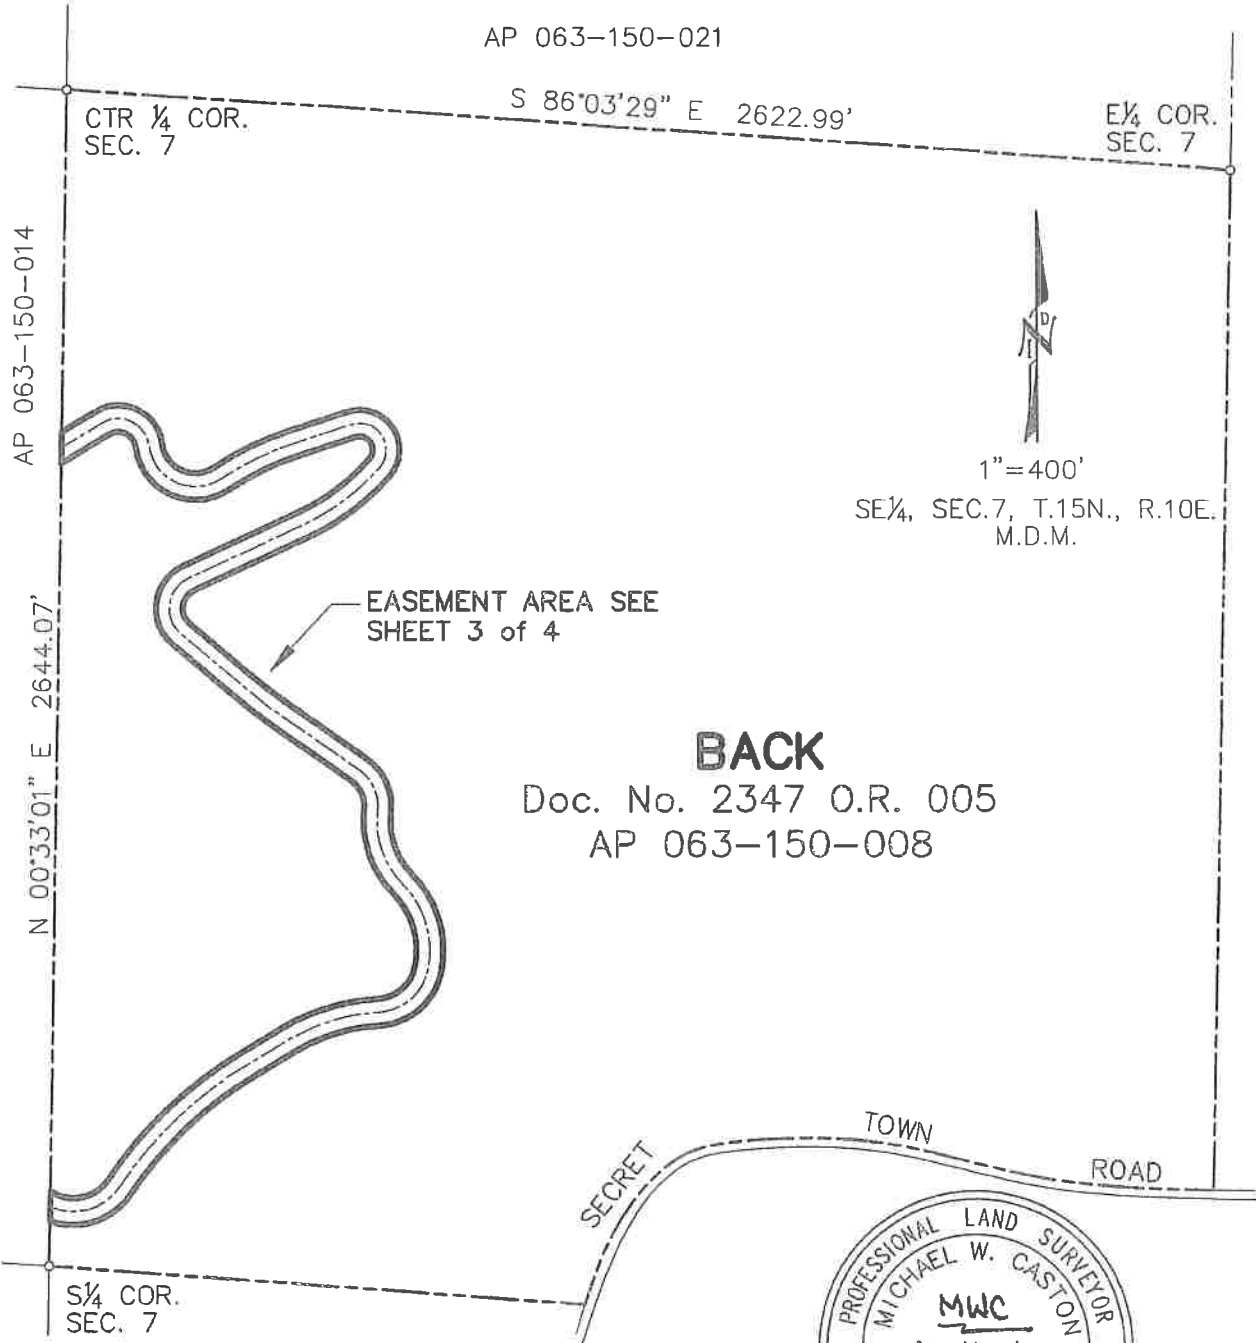 AP 063-150-021
S 86°03'29" E 2622.99'
CTR ¼ COR.
SEC. 7
E¼ COR.
SEC. 7
AP 063-150-014
N 00°33'01" E 2644.07'
N
1"=400'
SE¼, SEC.7, T.15N., R.10E.
M.D.M.
EASEMENT AREA SEE
SHEET 3 of 4
BACK
Doc. No. 2347 O.R. 005
AP 063-150-008
SECRET TOWN ROAD
S¼ COR.
SEC. 7
PROFESSIONAL LAND SURVEYOR
MICHAEL W. CASTON
MWC